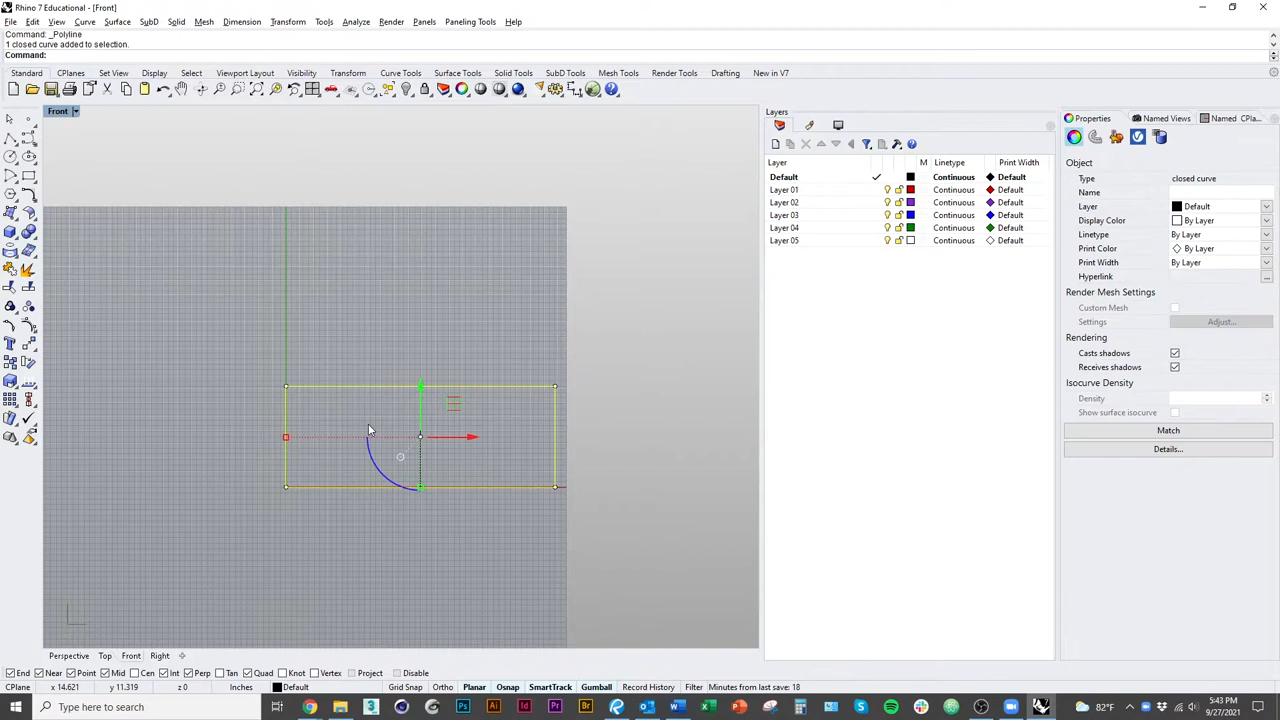 Rhino 7 Educational - [Front]
File Edit View Curve Surface SubD Solid Mesh Dimension Transform Tools Analyze Render Panels Panneling Tools Help
Command: _Polyline
1 closed curve added to selection.
Command:
Standard CPlanes Set View Display Select Viewport Layout Visibility Transform Curve Tools Surface Tools Solid Tools SubD Tools Mesh Tools Render Tools Drafting New in V7
Front
Layers
Properties Named Views Named CPla...
Layer M Linetype Print Width
Default Continuous Default
Layer 01 Continuous Default
Layer 02 Continuous Default
Layer 03 Continuous Default
Layer 04 Continuous Default
Layer 05 Continuous Default
Object
Type closed curve
Name
Layer Default
Display Color By Layer
Linetype By Layer
Print Color By Layer
Print Width By Layer
Hyperlink ...
Render Mesh Settings
Custom Mesh
Settings Adjust...
Rendering
Casts shadows
Receives shadows
Isocurve Density
Density
Show surface isocurve
Match
Details...
Perspective Top Front Right
End Near Point Mid Cen Int Perp Tan Quad Knot Vertex Project Disable
CPlane x 14.621 y 11.319 z 0 Inches Default Grid Snap Ortho Planar Osnap SmartTrack Gumball Record History Filter Minutes from last save: 18
Type here to search
82°F
5:43 PM
9/27/2021